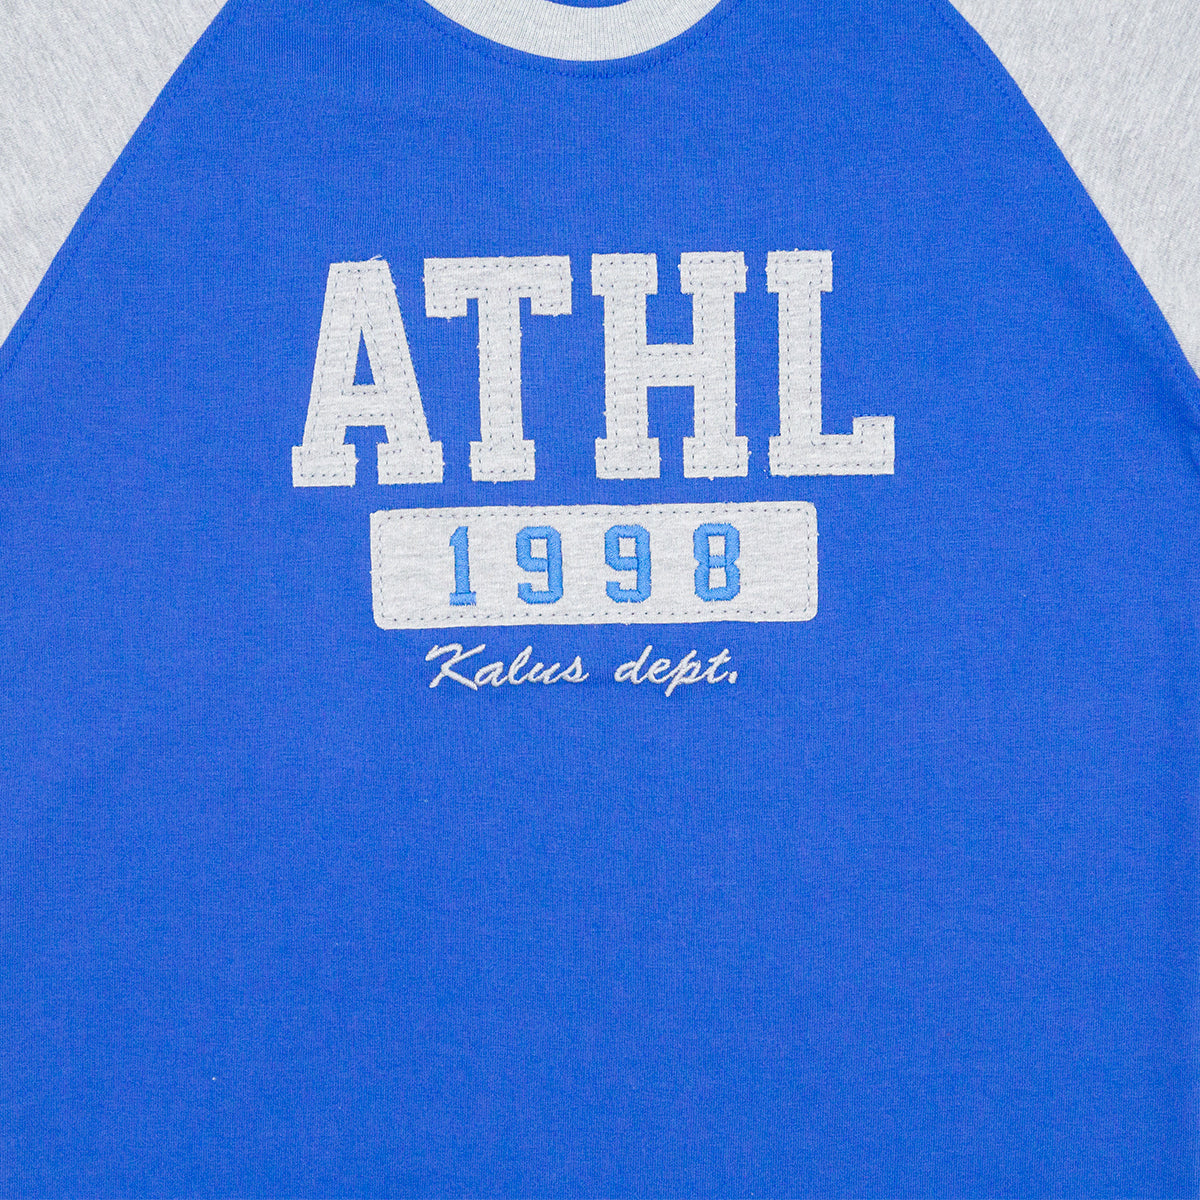 ATHL
1998
Kalus dept.